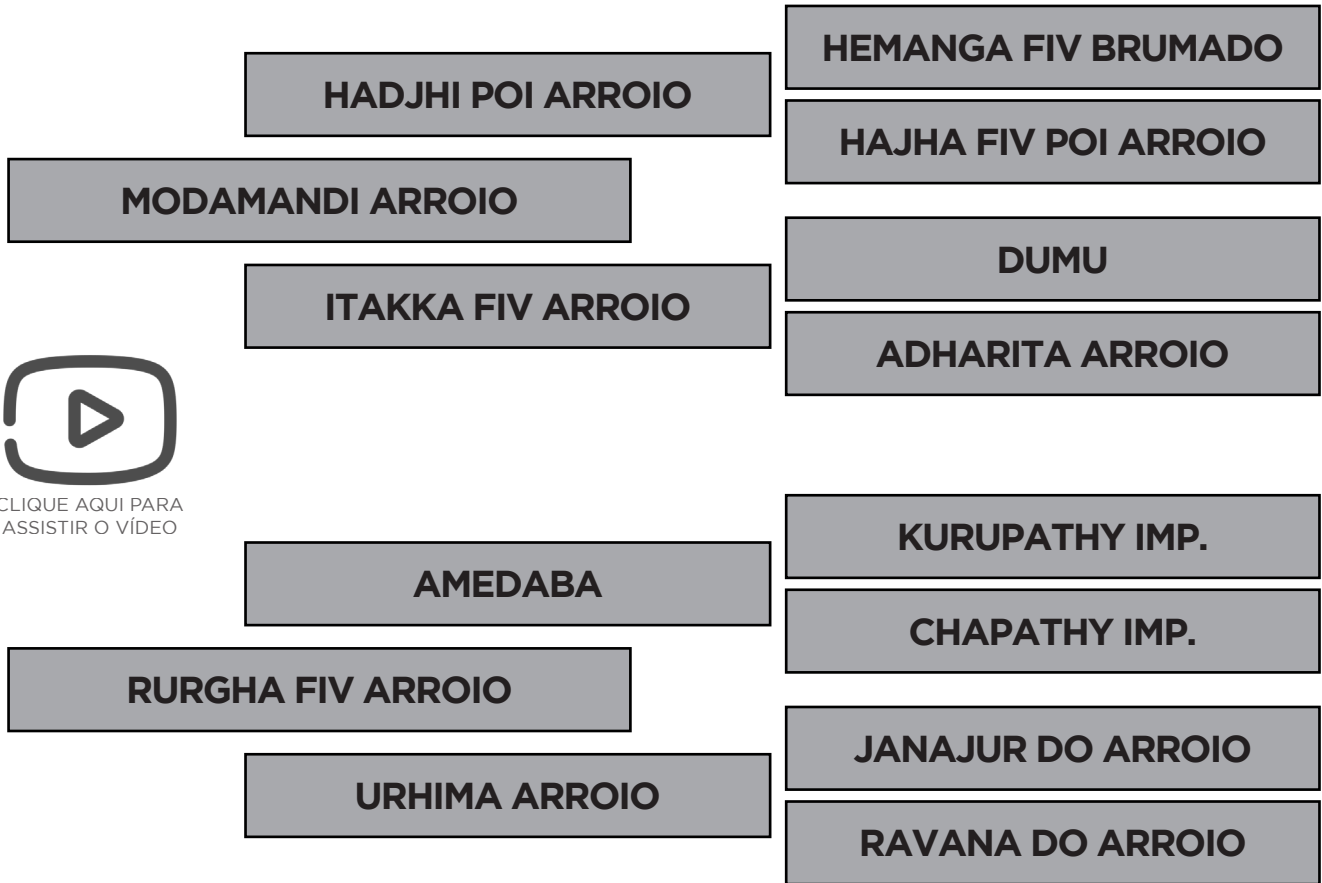 HEMANGA FIV BRUMADO
HADJHI POI ARROIO
HAJHA FIV POI ARROIO
MODAMANDI ARROIO
DUMU
ITAKKA FIV ARROIO
ADHARITA ARROIO
CLIQUE AQUI PARA
ASSISTIR O VÍDEO
KURUPATHY IMP.
AMEDABA
CHAPATHY IMP.
RURGHA FIV ARROIO
JANAJUR DO ARROIO
URHIMA ARROIO
RAVANA DO ARROIO